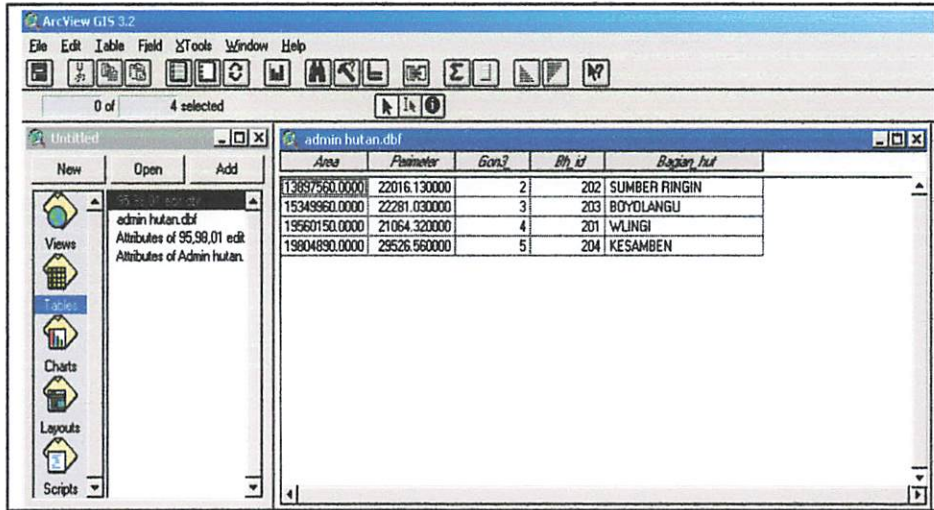 ArcView GIS 3.2
File Edit Table Field XTools Window Help
0 of 4 selected
Untitled
New Open Add
Views
Tables
Charts
Layouts
Scripts
admin hutan.dbf
Attributes of 95,98,01 edit
Attributes of Admin hutan.
admin hutan.dbf
Area Perimeter Gon3_ Bh_id Bagian_hut
13897560.0000 22016.130000 2 202 SUMBER RINGIN
15349960.0000 22281.030000 3 203 BOYOLANGU
19560150.0000 21064.320000 4 201 WLINGI
19804890.0000 29526.560000 5 204 KESAMBEN